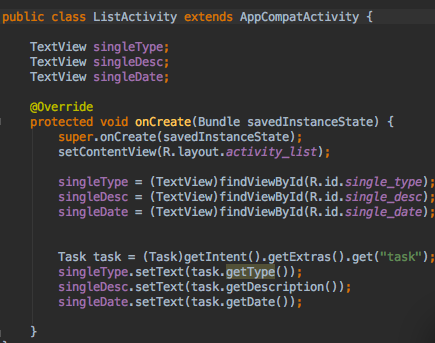 public class ListActivity extends AppCompatActivity {
TextView singleType;
TextView singleDesc;
TextView singleDate;
@Override
protected void onCreate(Bundle savedInstanceState) {
super.onCreate(savedInstanceState);
setContentView(R.layout.activity_list);
singleType = (TextView)findViewById(R.id.single_type);
singleDesc = (TextView)findViewById(R.id.single_desc);
singleDate = (TextView)findViewById(R.id.single_date);
Task task = (Task)getIntent().getExtras().get("task");
singleType.setText(task.getType());
singleDesc.setText(task.getDescription());
singleDate.setText(task.getDate());
}